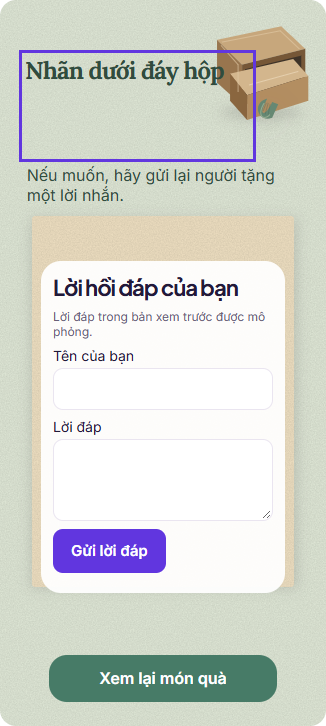 Nhãn dưới đáy hộp
Nếu muốn, hãy gửi lại người tặng
một lời nhắn.
Lời hồi đáp của bạn
Lời đáp trong bản xem trước được mô
phỏng.
Tên của bạn
Lời đáp
Gửi lời đáp
Xem lại món quà